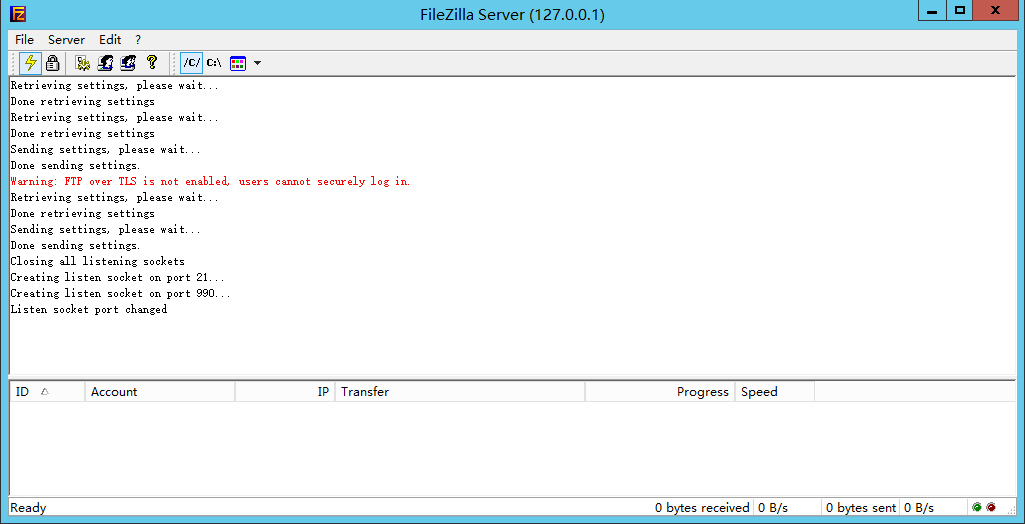 FileZilla Server (127.0.0.1)
File Server Edit ?
/C/ C:\
Retrieving settings, please wait...
Done retrieving settings
Retrieving settings, please wait...
Done retrieving settings
Sending settings, please wait...
Done sending settings.
Warning: FTP over TLS is not enabled, users cannot securely log in.
Retrieving settings, please wait...
Done retrieving settings
Sending settings, please wait...
Done sending settings.
Closing all listening sockets
Creating listen socket on port 21...
Creating listen socket on port 990...
Listen socket port changed
ID Account IP Transfer Progress Speed
Ready 0 bytes received 0 B/s 0 bytes sent 0 B/s